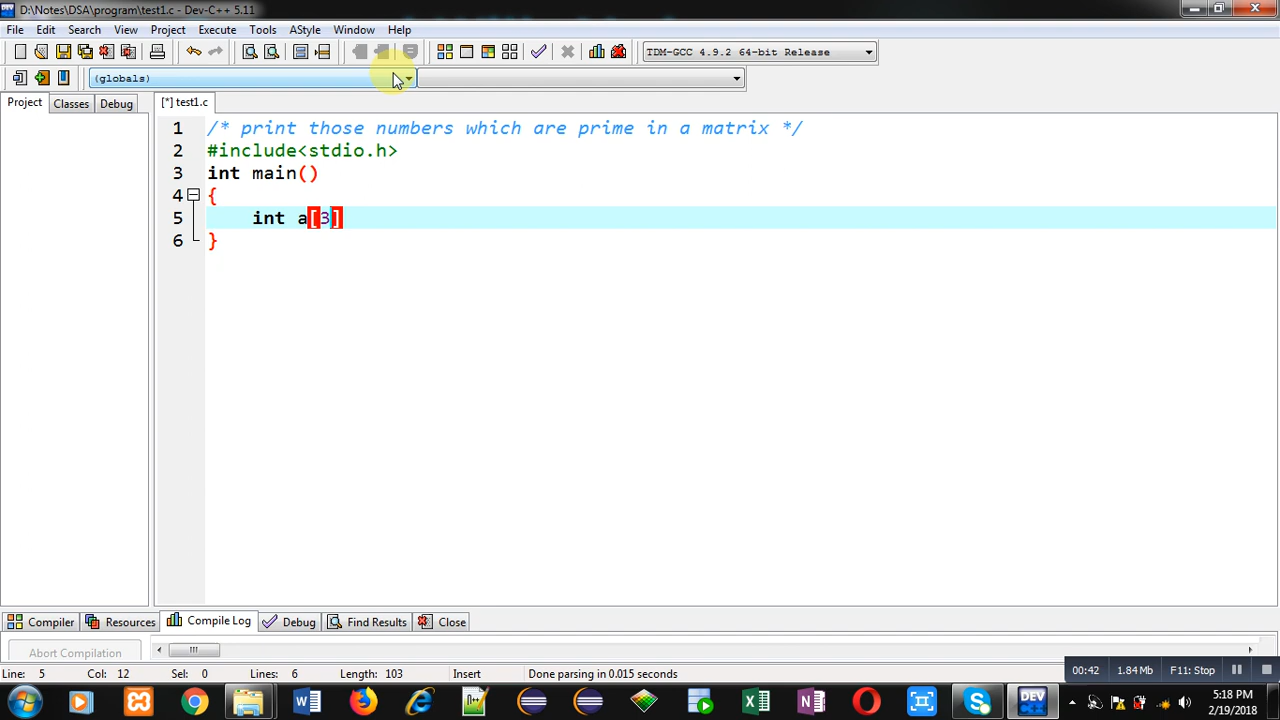 D:\Notes\DSA\program\test1.c - Dev-C++ 5.11
File Edit Search View Project Execute Tools AStyle Window Help
TDM-GCC 4.9.2 64-bit Release
(globals)
Project Classes Debug [*] test1.c
1 /* print those numbers which are prime in a matrix */
2 #include<stdio.h>
3 int main()
4 {
5 int a[3]
6 }
Compiler Resources Compile Log Debug Find Results Close
Abort Compilation
Line: 5 Col: 12 Sel: 0 Lines: 6 Length: 103 Insert Done parsing in 0.015 seconds
00:42 1.84 Mb F11: Stop
5:18 PM
2/19/2018